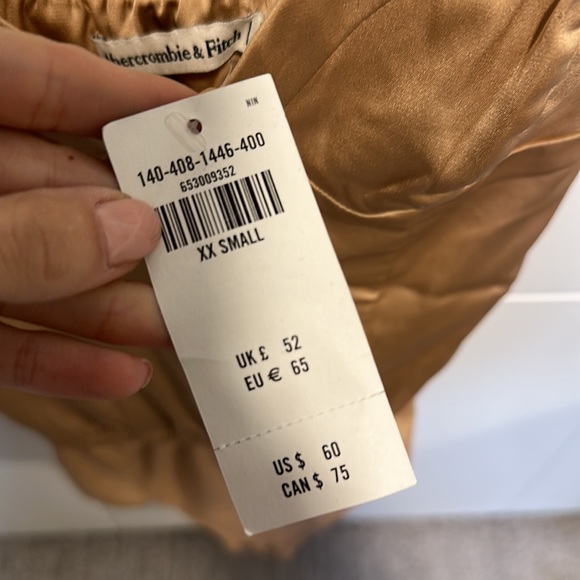 Abercrombie & Fitch
NIN
140-408-1446-400
653009352
XX SMALL
UK £ 52
EU € 65
US $ 60
CAN $ 75